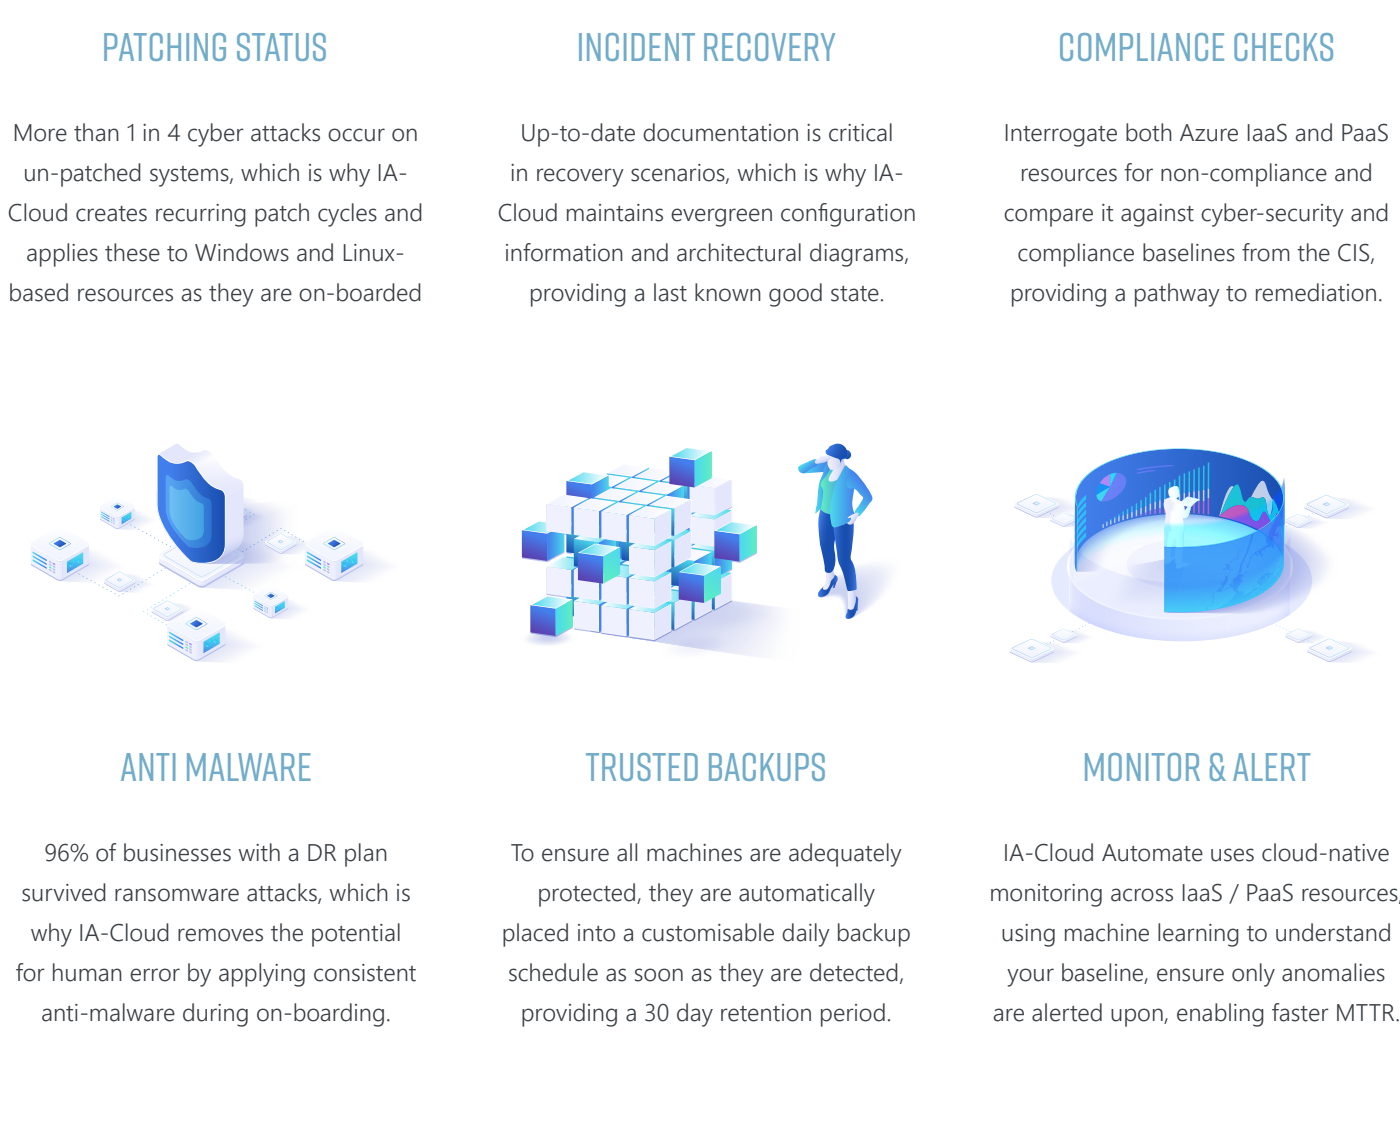 PATCHING STATUS
More than 1 in 4 cyber attacks occur on
un-patched systems, which is why IA-
Cloud creates recurring patch cycles and
applies these to Windows and Linux-
based resources as they are on-boarded
INCIDENT RECOVERY
Up-to-date documentation is critical
in recovery scenarios, which is why IA-
Cloud maintains evergreen configuration
information and architectural diagrams,
providing a last known good state.
COMPLIANCE CHECKS
Interrogate both Azure IaaS and PaaS
resources for non-compliance and
compare it against cyber-security and
compliance baselines from the CIS,
providing a pathway to remediation.
ANTI MALWARE
96% of businesses with a DR plan
survived ransomware attacks, which is
why IA-Cloud removes the potential
for human error by applying consistent
anti-malware during on-boarding.
TRUSTED BACKUPS
To ensure all machines are adequately
protected, they are automatically
placed into a customisable daily backup
schedule as soon as they are detected,
providing a 30 day retention period.
MONITOR & ALERT
IA-Cloud Automate uses cloud-native
monitoring across IaaS / PaaS resources,
using machine learning to understand
your baseline, ensure only anomalies
are alerted upon, enabling faster MTTR.